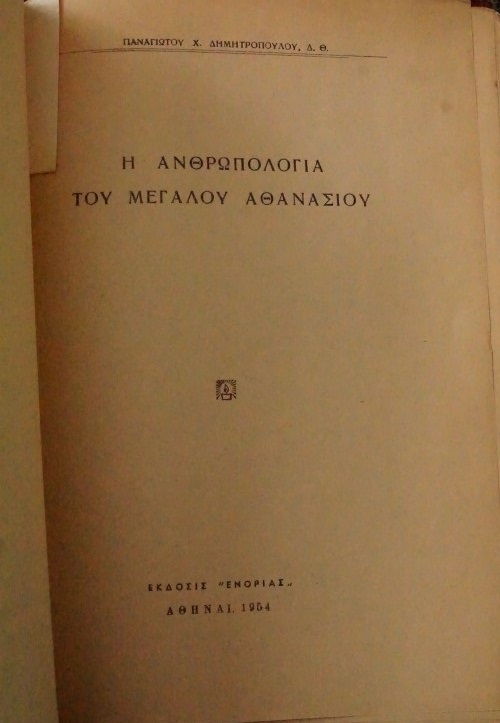 ΠΑΝΑΓΙΩΤΟΥ Χ. ΔΗΜΗΤΡΟΠΟΥΛΟΥ, Δ. Θ.
Η ΑΝΘΡΩΠΟΛΟΓΙΑ
ΤΟΥ ΜΕΓΑΛΟΥ ΑΘΑΝΑΣΙΟΥ
ΕΚΔΟΣΙΣ "ΕΝΟΡΙΑΣ„
ΑΘΗΝΑΙ, 1954